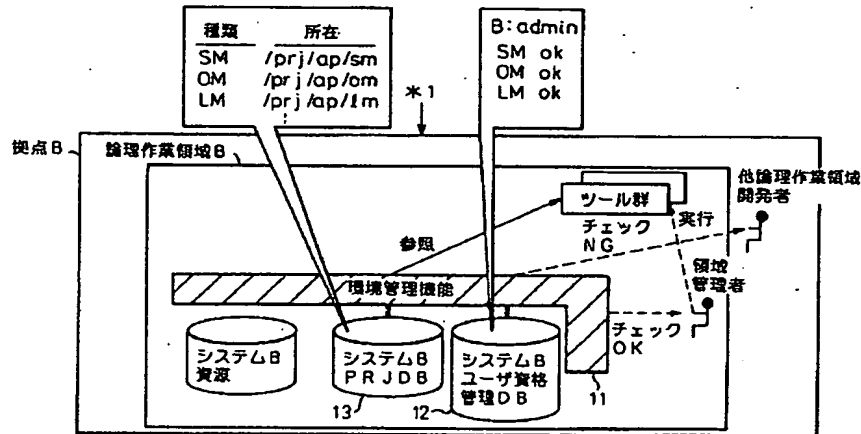 種類 所在
SM /prj/ap/sm
OM /prj/ap/om
LM /prj/ap/lm
B:admin
SM ok
OM ok
LM ok
*1
拠点B
論理作業領域B
他論理作業領域
開発者
ツール群
チェック
NG
実行
参照
領域
管理者
環境管理機能
チェック
OK
システムB
資源
システムB
PRJDB
システムB
ユーザ資格
管理DB
13
12
11